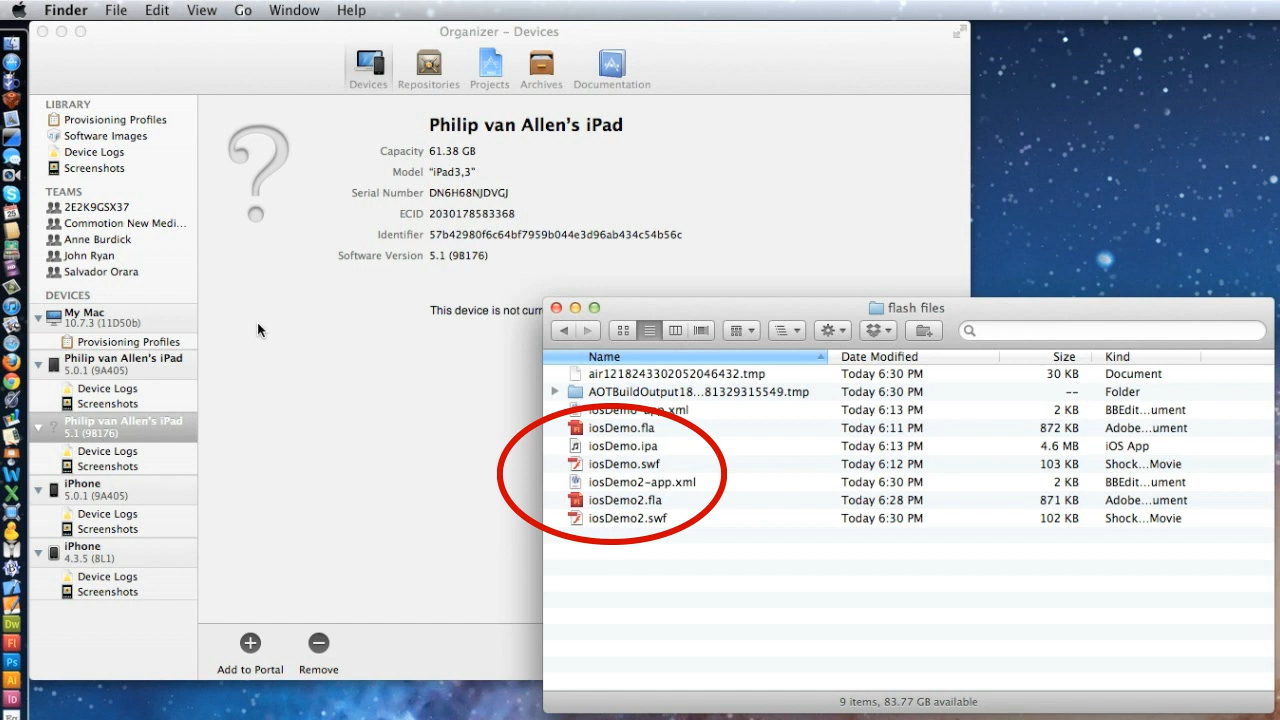 Finder File Edit View Go Window Help
Organizer – Devices
Devices Repositories Projects Archives Documentation
LIBRARY
Provisioning Profiles
Software Images
Device Logs
Screenshots
TEAMS
2E2K9GSX37
Commotion New Medi...
Anne Burdick
John Ryan
Salvador Orara
DEVICES
My Mac
10.7.3 (11D50b)
Provisioning Profiles
Philip van Allen's iPad
5.0.1 (9A405)
Device Logs
Screenshots
Philip van Allen's iPad
5.1 (9B176)
Device Logs
Screenshots
iPhone
5.0.1 (9A405)
Device Logs
Screenshots
iPhone
4.3.5 (8L1)
Device Logs
Screenshots
Philip van Allen's iPad
Capacity 61.38 GB
Model "iPad3,3"
Serial Number DN6H68NJDVGJ
ECID 2030178583368
Identifier 57b42980f6c64bf7959b044e3d96ab434c54b56c
Software Version 5.1 (9B176)
This device is not curr
Add to Portal Remove
flash files
Name Date Modified Size Kind
air1218243302052046432.tmp Today 6:30 PM 30 KB Document
AOTBuildOutput18...81329315549.tmp Today 6:30 PM -- Folder
iosDemo-app.xml Today 6:13 PM 2 KB BBEdit...ument
iosDemo.fla Today 6:11 PM 872 KB Adobe...ument
iosDemo.ipa Today 6:13 PM 4.6 MB iOS App
iosDemo.swf Today 6:12 PM 103 KB Shock...Movie
iosDemo2-app.xml Today 6:30 PM 2 KB BBEdit...ument
iosDemo2.fla Today 6:28 PM 871 KB Adobe...ument
iosDemo2.swf Today 6:30 PM 102 KB Shock...Movie
9 items, 83.77 GB available
Dw
Fl
Ps
Ai
Id